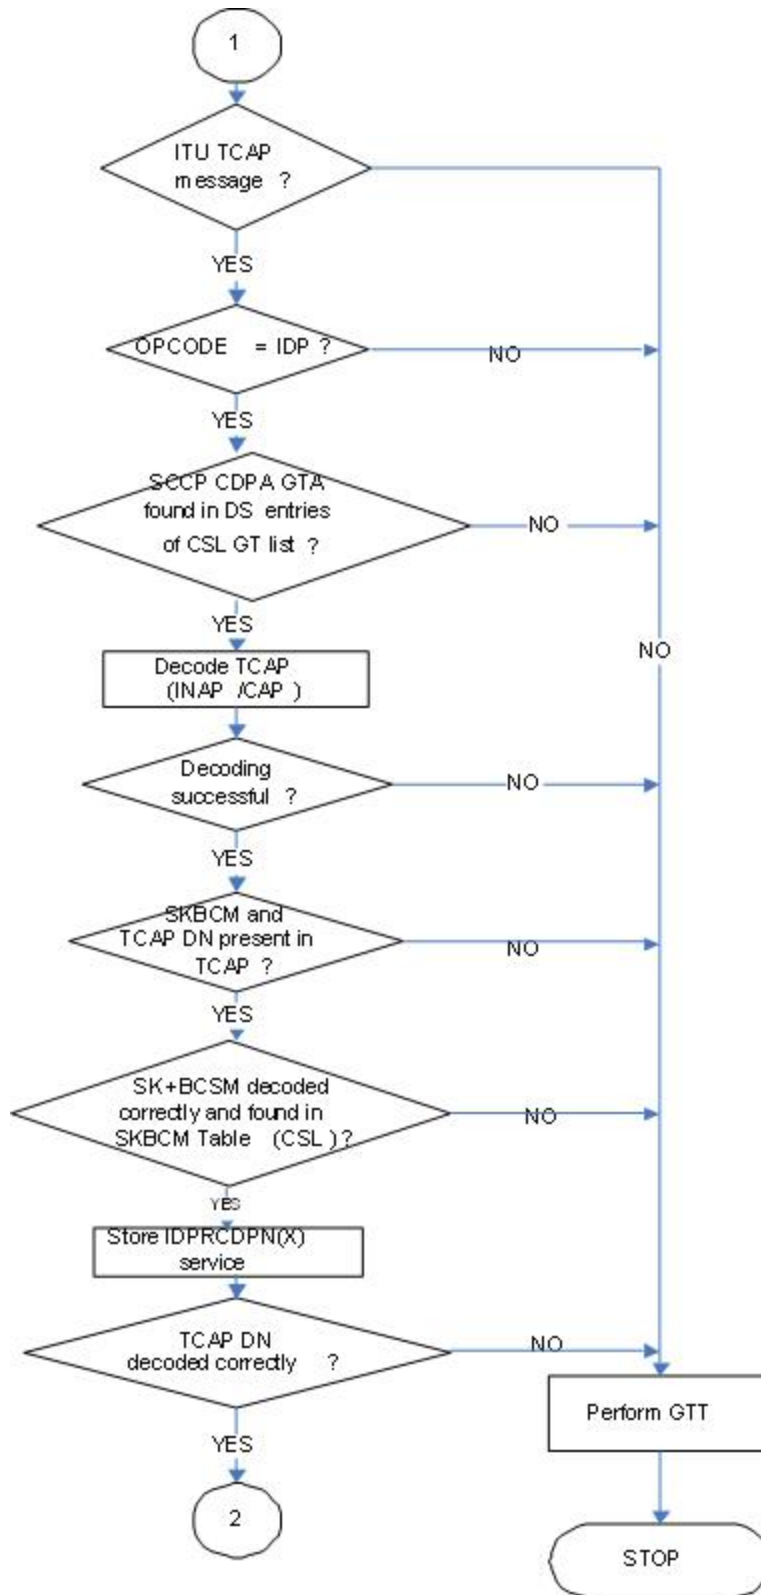 1
ITU TCAP
message ?
YES
OPCODE = IDP ?
NO
YES
SCCP CDPA GTA
found in DS entries
of CSL GT list ?
NO
YES
NO
Decode TCAP
(INAP /CAP )
Decoding
successful ?
NO
YES
SKBCM and
TCAP DN present in
TCAP ?
NO
YES
SK+BCSM decoded
correctly and found in
SKBCM Table (CSL )?
NO
YES
Store IDPRCDPN(X)
service
TCAP DN
decoded correctly ?
NO
Perform GTT
YES
2
STOP